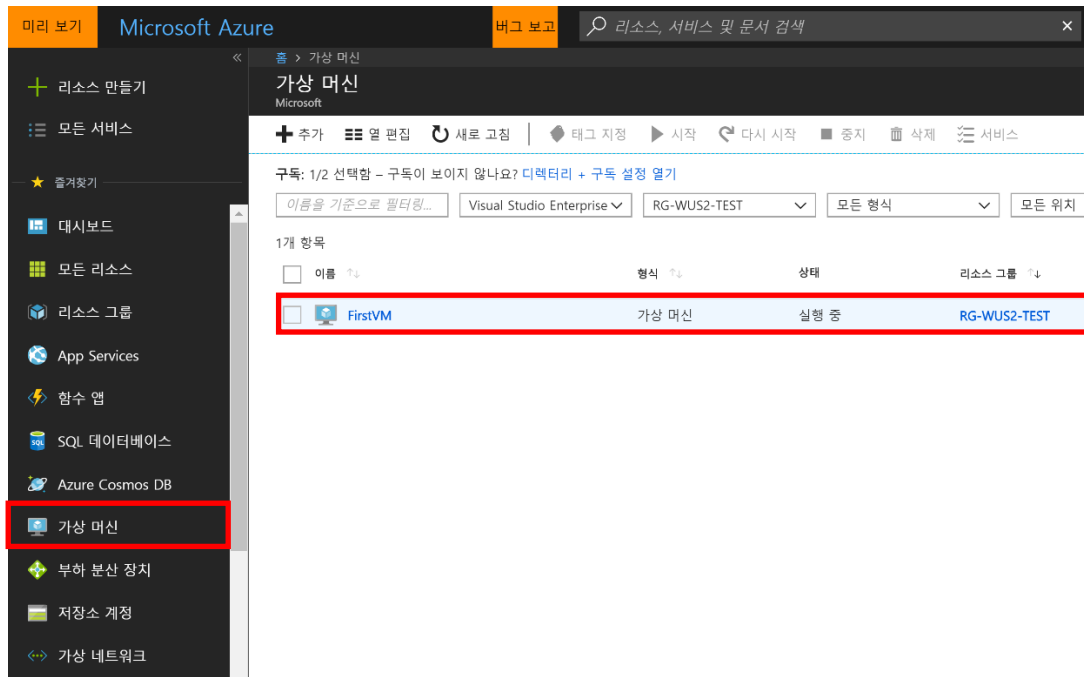 미리 보기 Microsoft Azure 버그 보고 리소스, 서비스 및 문서 검색
홈 > 가상 머신
가상 머신
Microsoft
리소스 만들기
모든 서비스
즐겨찾기
대시보드
모든 리소스
리소스 그룹
App Services
함수 앱
SQL 데이터베이스
Azure Cosmos DB
가상 머신
부하 분산 장치
저장소 계정
가상 네트워크
추가 열 편집 새로 고침 태그 지정 시작 다시 시작 중지 삭제 서비스
구독: 1/2 선택함 – 구독이 보이지 않나요? 디렉터리 + 구독 설정 열기
이름을 기준으로 필터링... Visual Studio Enterprise RG-WUS2-TEST 모든 형식 모든 위치
1개 항목
이름 형식 상태 리소스 그룹
FirstVM 가상 머신 실행 중 RG-WUS2-TEST